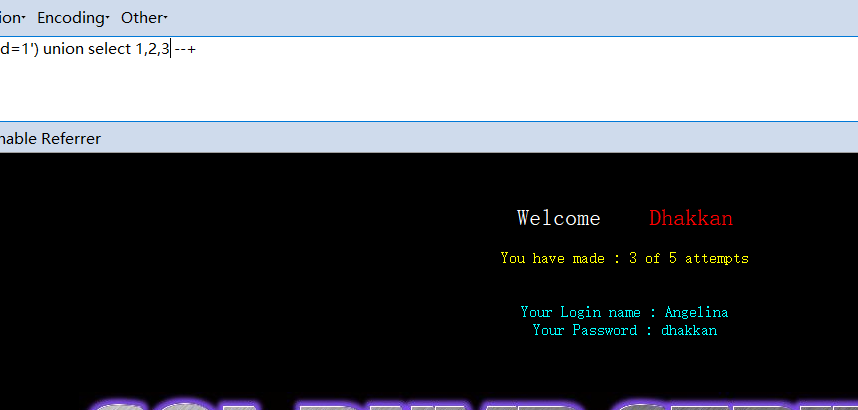 ion Encoding Other
d=1') union select 1,2,3 --+
nable Referrer
Welcome Dhakkan
You have made : 3 of 5 attempts
Your Login name : Angelina
Your Password : dhakkan